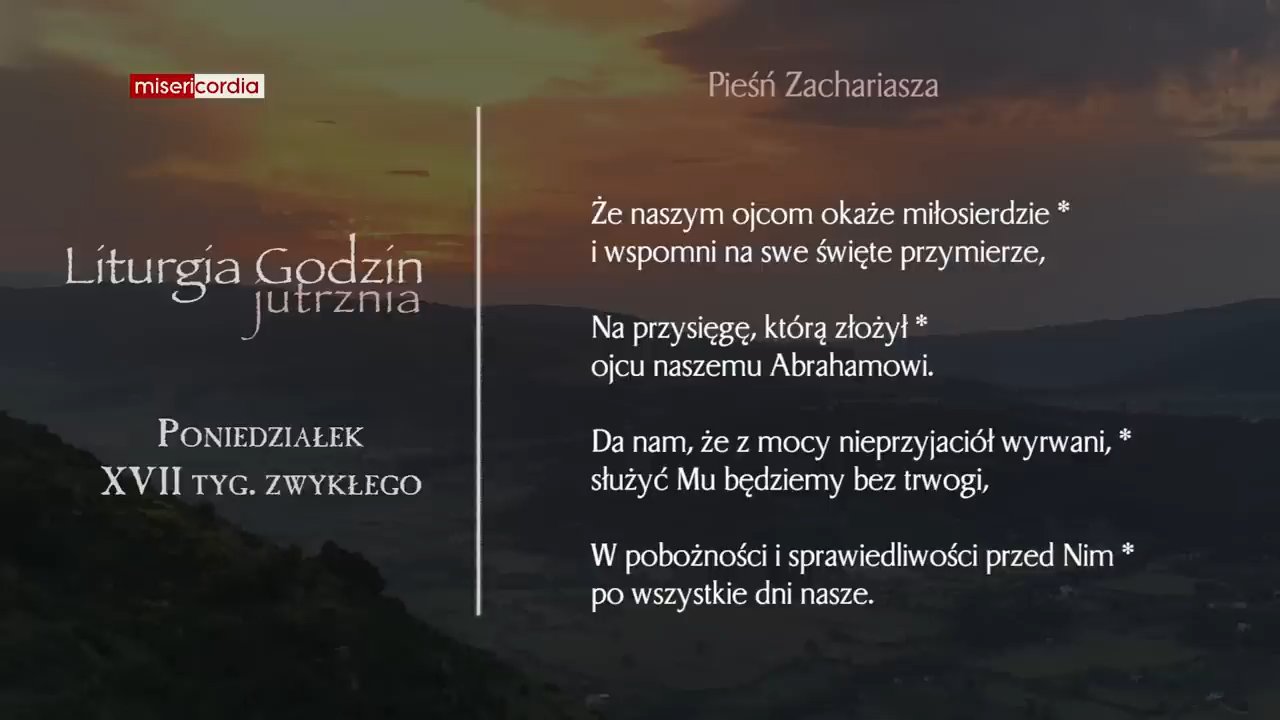 misericordia
Liturgia Godzin
jutrznia
Poniedziałek
XVII tyg. zwykłego
Pieśń Zachariasza
Że naszym ojcom okaże miłosierdzie *
i wspomni na swe święte przymierze,
Na przysięgę, którą złożył *
ojcu naszemu Abrahamowi.
Da nam, że z mocy nieprzyjaciół wyrwani, *
służyć Mu będziemy bez trwogi,
W pobożności i sprawiedliwości przed Nim *
po wszystkie dni nasze.